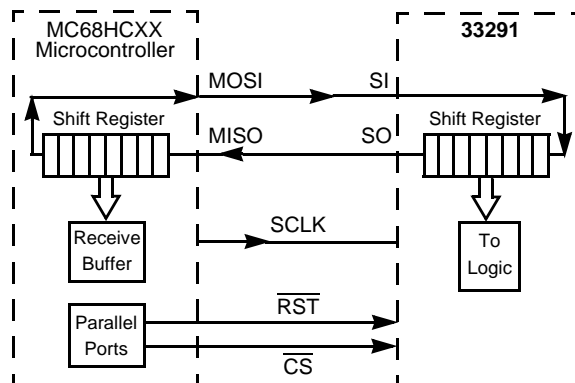 MC68HCXX
Microcontroller
33291
MOSI
SI
Shift Register
MISO
SO
Shift Register
SCLK
Receive
Buffer
To
Logic
RST
Parallel
Ports
CS